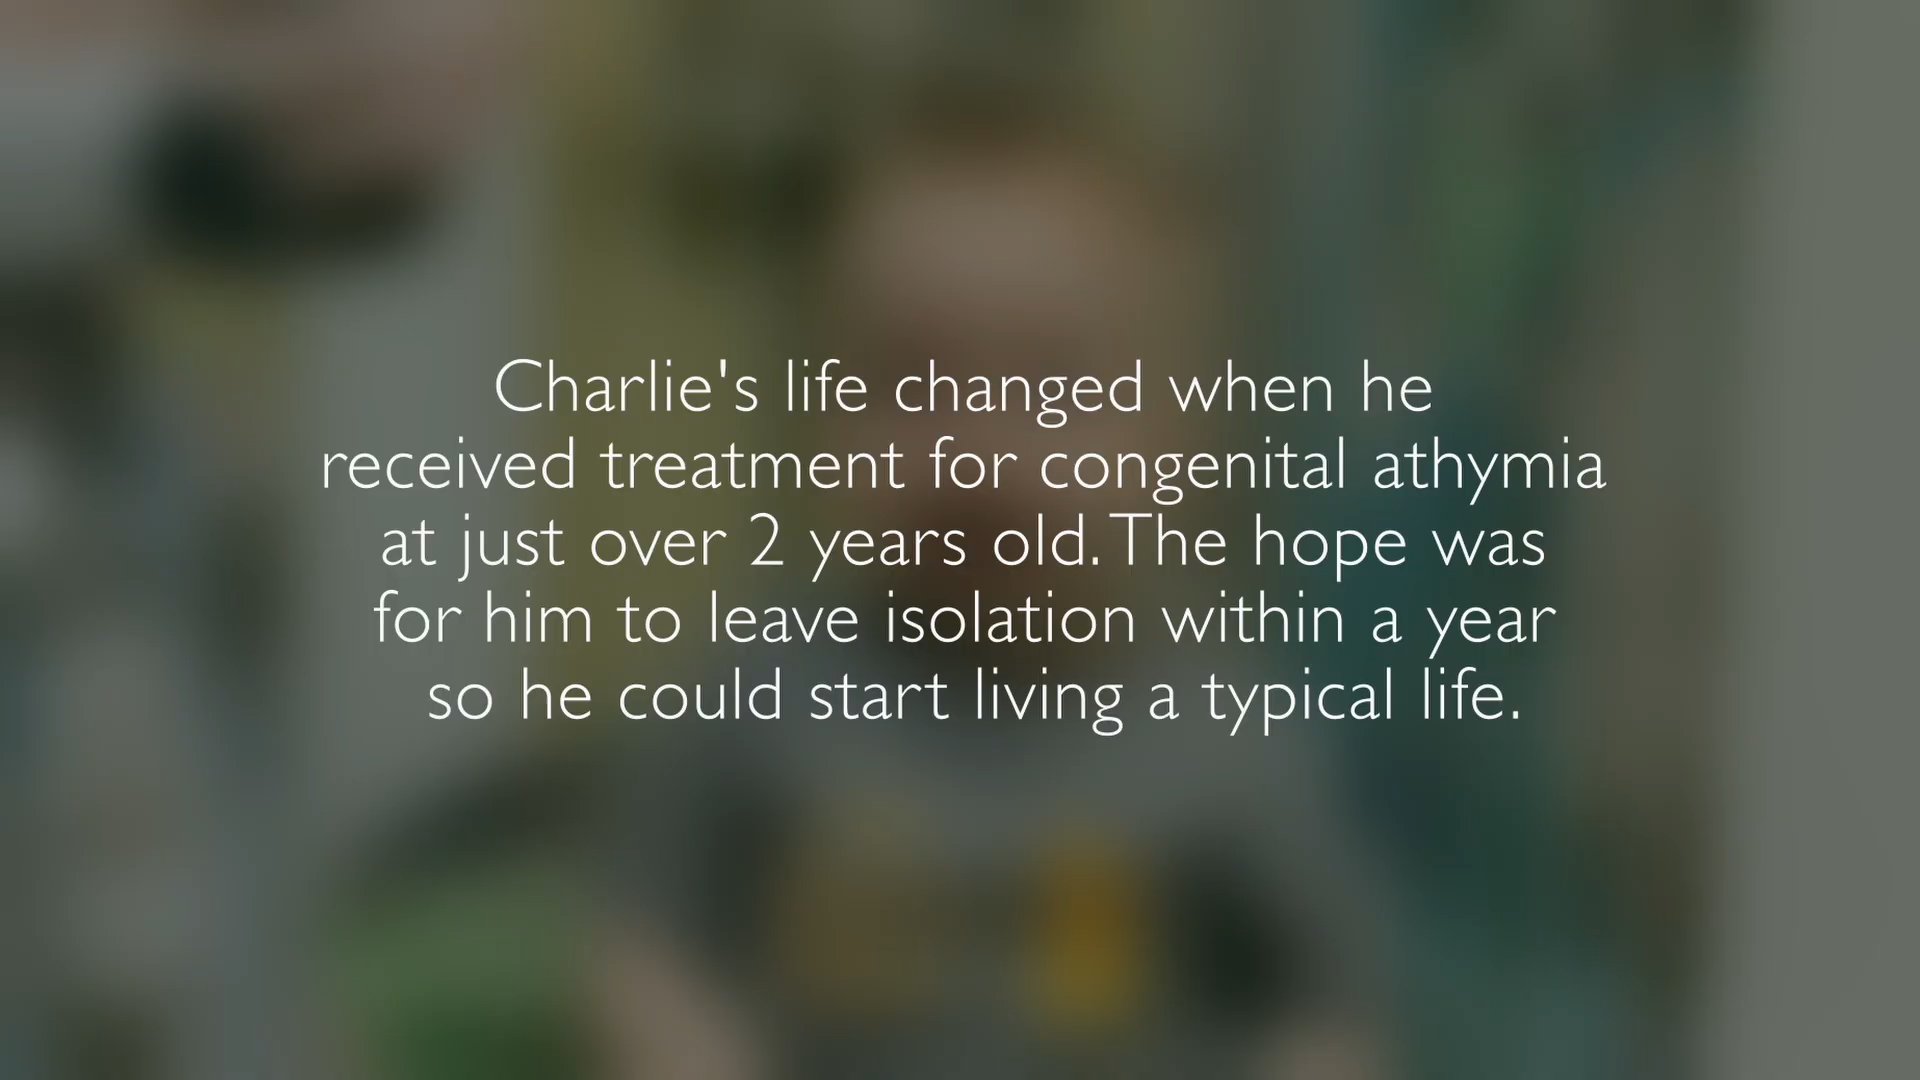 Charlie's life changed when he
received treatment for congenital athymia
at just over 2 years old. The hope was
for him to leave isolation within a year
so he could start living a typical life.